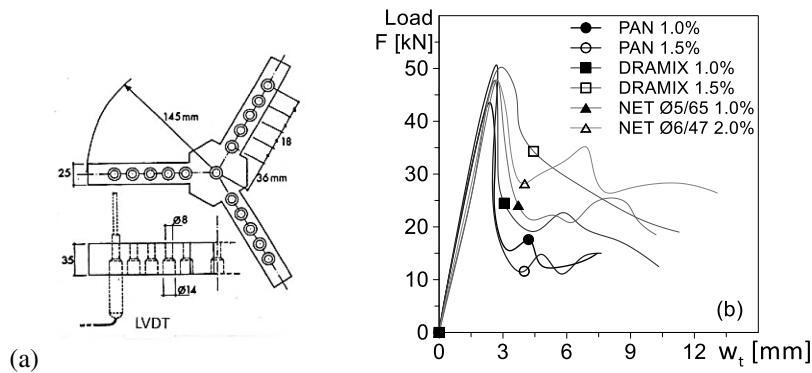 145mm
18
36mm
25
Ø8
35
Ø14
LVDT
(a)
Load
F [kN]
50
40
30
20
10
0
0
3
6
9
12
w_t [mm]
PAN 1.0%
PAN 1.5%
DRAMIX 1.0%
DRAMIX 1.5%
NET Ø5/65 1.0%
NET Ø6/47 2.0%
(b)